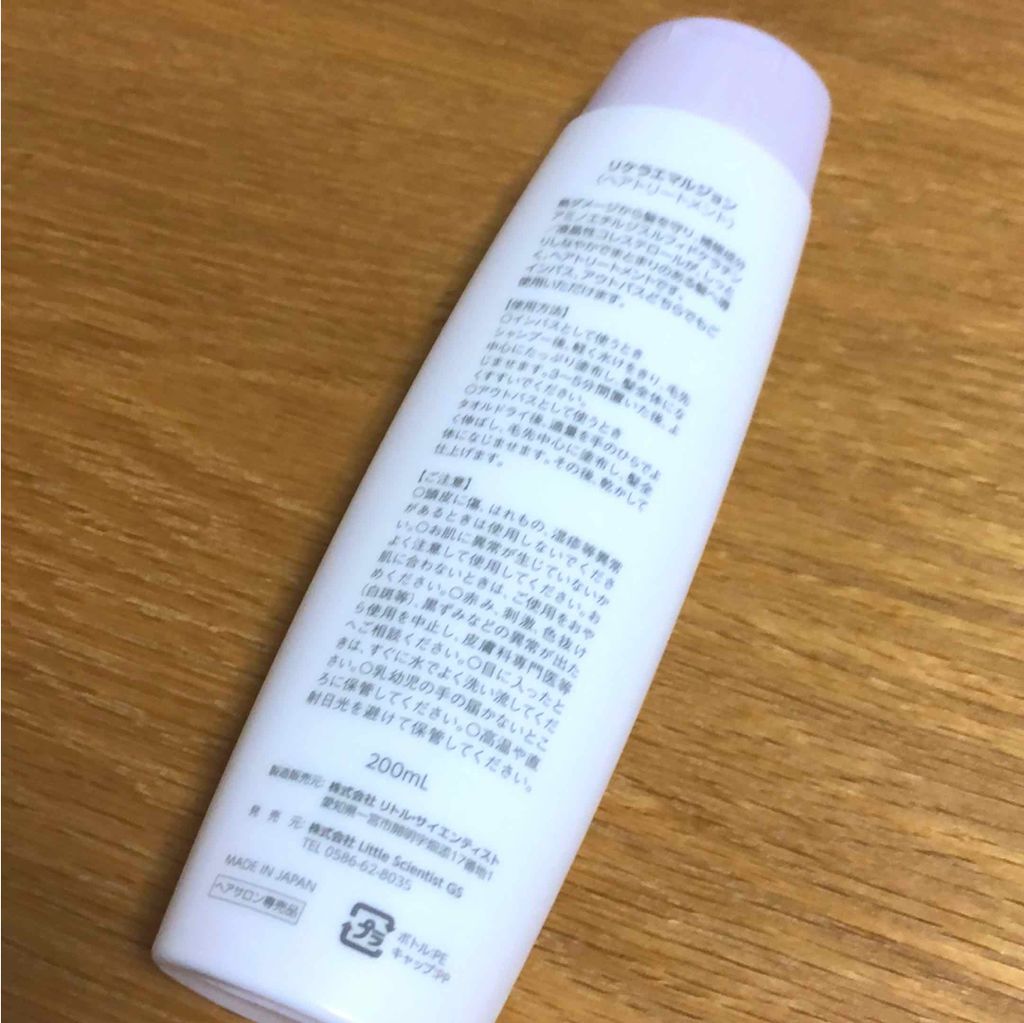 リケラエマルジョン
(ヘアトリートメント)
熱ダメージから髪を守り、補修成分
アミノエチルジスルフィドケラチン
/液晶性コレステロールが、しっと
りしなやかでまとまりのある髪へ導
く、ヘアトリートメントです。
インバス、アウトバスどちらでもご
使用いただけます。
【使用方法】
○インバスとして使うとき
シャンプー後、軽く水けをきり、毛先
中心にたっぷり塗布し、髪全体にな
じませます。3~5分間置いた後、よ
くすすいでください。
○アウトバスとして使うとき
タオルドライ後、適量を手のひらでよ
く伸ばし、毛先中心に塗布し、髪全
体になじませます。その後、乾かして
仕上げます。
【ご注意】
○頭皮に傷、はれもの、湿疹等異常
があるときは使用しないでくださ
い。○お肌に異常が生じていないか
よく注意して使用してください。お
肌に合わないときは、ご使用をおや
めください。○赤み、刺激、色抜け
(白斑等)、黒ずみなどの異常が出た
ら使用を中止し、皮膚科専門医等
へご相談ください。○目に入ったと
きは、すぐに水でよく洗い流してくだ
さい。○乳幼児の手の届かないとこ
ろに保管してください。○高温や直
射日光を避けて保管してください。
200mL
製造販売元: 株式会社 リトル・サイエンティスト
愛知県一宮市開明字樋添17番地1
発 売 元: 株式会社 Little Scientist GS
TEL 0586-62-8035
MADE IN JAPAN
ヘアサロン専売品
プラ
ボトル:PE
キャップ:PP